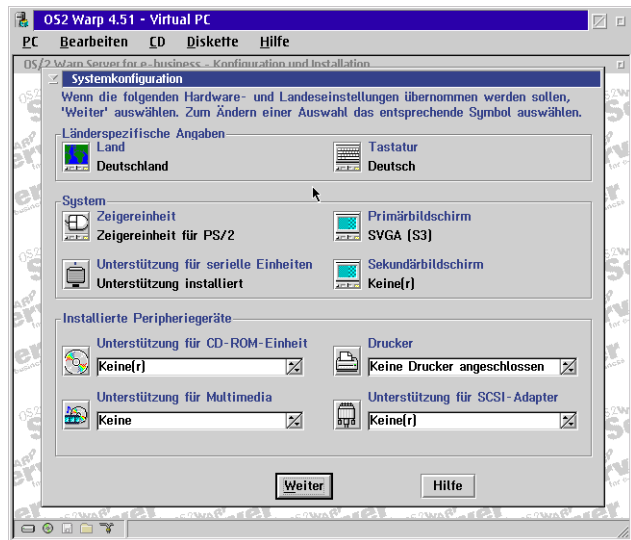 OS2 Warp 4.51 - Virtual PC
PC Bearbeiten CD Diskette Hilfe
OS/2 Warp Server for e-business - Konfiguration und Installation
Systemkonfiguration
Wenn die folgenden Hardware- und Landeseinstellungen übernommen werden sollen,
'Weiter' auswählen. Zum Ändern einer Auswahl das entsprechende Symbol auswählen.
Länderspezifische Angaben
Land
Deutschland
Tastatur
Deutsch
System
Zeigereinheit
Zeigereinheit für PS/2
Primärbildschirm
SVGA (S3)
Unterstützung für serielle Einheiten
Unterstützung installiert
Sekundärbildschirm
Keine(r)
Installierte Peripheriegeräte
Unterstützung für CD-ROM-Einheit
Keine(r)
Drucker
Keine Drucker angeschlossen
Unterstützung für Multimedia
Keine
Unterstützung für SCSI-Adapter
Keine(r)
Weiter
Hilfe